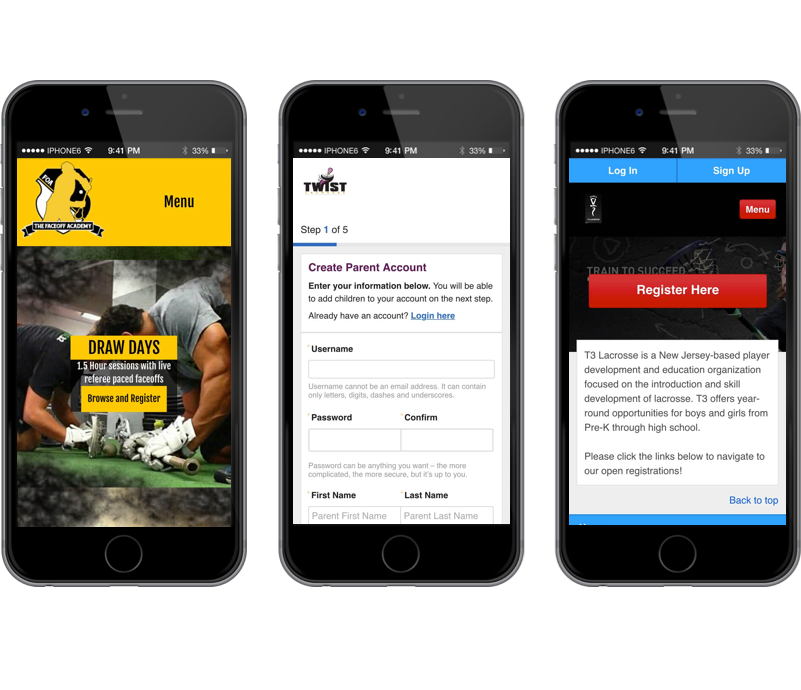 ●●●●● IPHONE6 9:41 PM 33%
FOA
THE FACEOFF ACADEMY
Menu
DRAW DAYS
1.5 Hour sessions with live
referee paced faceoffs
Browse and Register
●●●●● IPHONE6 9:41 PM 33%
TWIST
Step 1 of 5
Create Parent Account
Enter your information below. You will be able
to add children to your account on the next step.
Already have an account? Login here
Username
Username cannot be an email address. It can contain
only letters, digits, dashes and underscores.
Password Confirm
Password can be anything you want – the more
complicated, the more secure, but it's up to you.
First Name Last Name
Parent First Name Parent Last Name
●●●●● IPHONE6 9:41 PM 33%
Log In Sign Up
Menu
TRAIN TO SUCCEED
Register Here
T3 Lacrosse is a New Jersey-based player
development and education organization
focused on the introduction and skill
development of lacrosse. T3 offers year-
round opportunities for boys and girls from
Pre-K through high school.
Please click the links below to navigate to
our open registrations!
Back to top